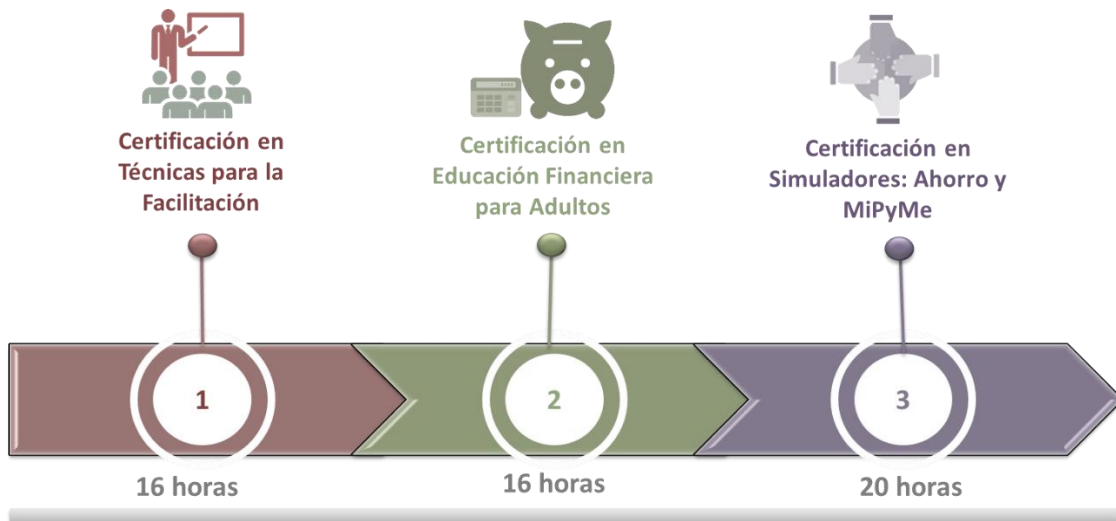 Certificación en
Técnicas para la
Facilitación
Certificación en
Educación Financiera
para Adultos
Certificación en
Simuladores: Ahorro y
MiPyMe
1
2
3
16 horas
16 horas
20 horas